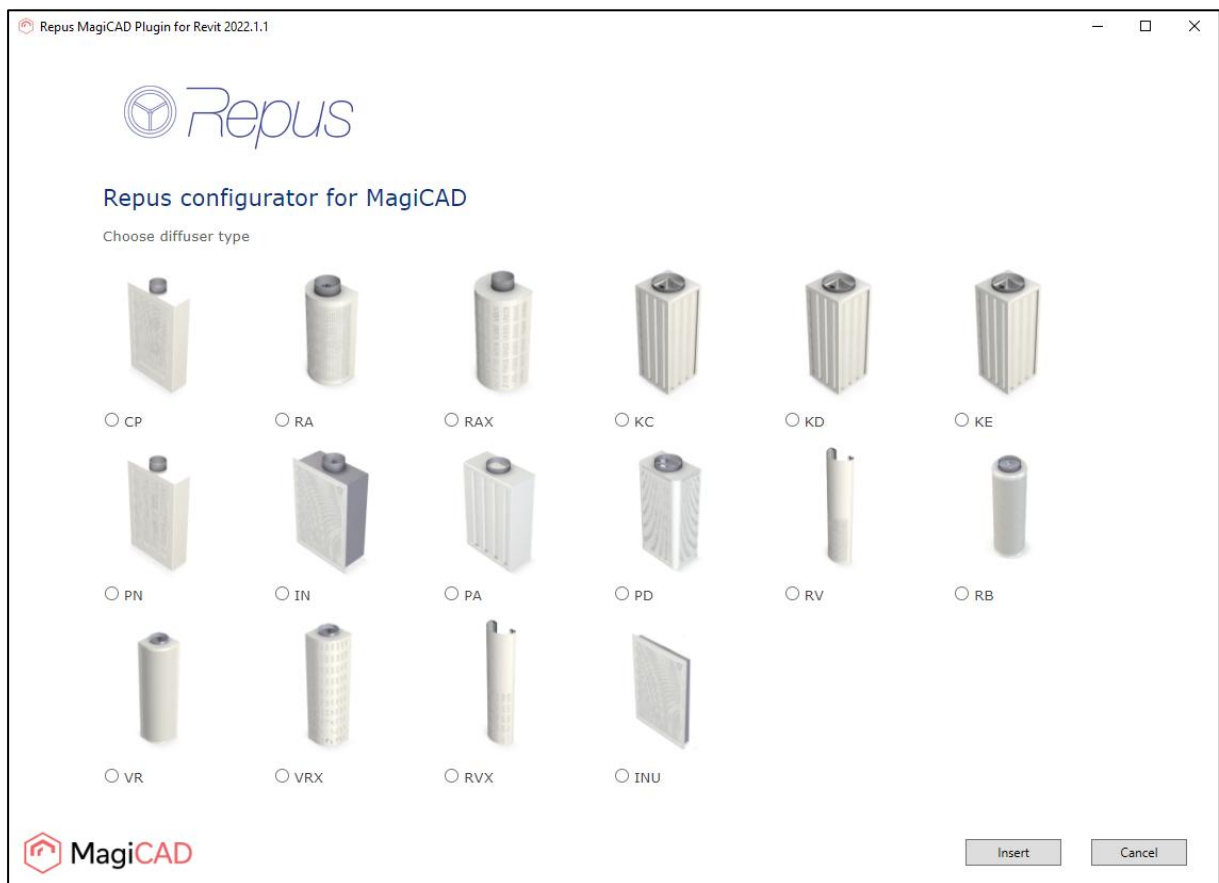 Repus MagiCAD Plugin for Revit 2022.1.1
Repus
Repus configurator for MagiCAD
Choose diffuser type
CP RA RAX KC KD KE
PN IN PA PD RV RB
VR VRX RVX INU
MagiCAD Insert Cancel